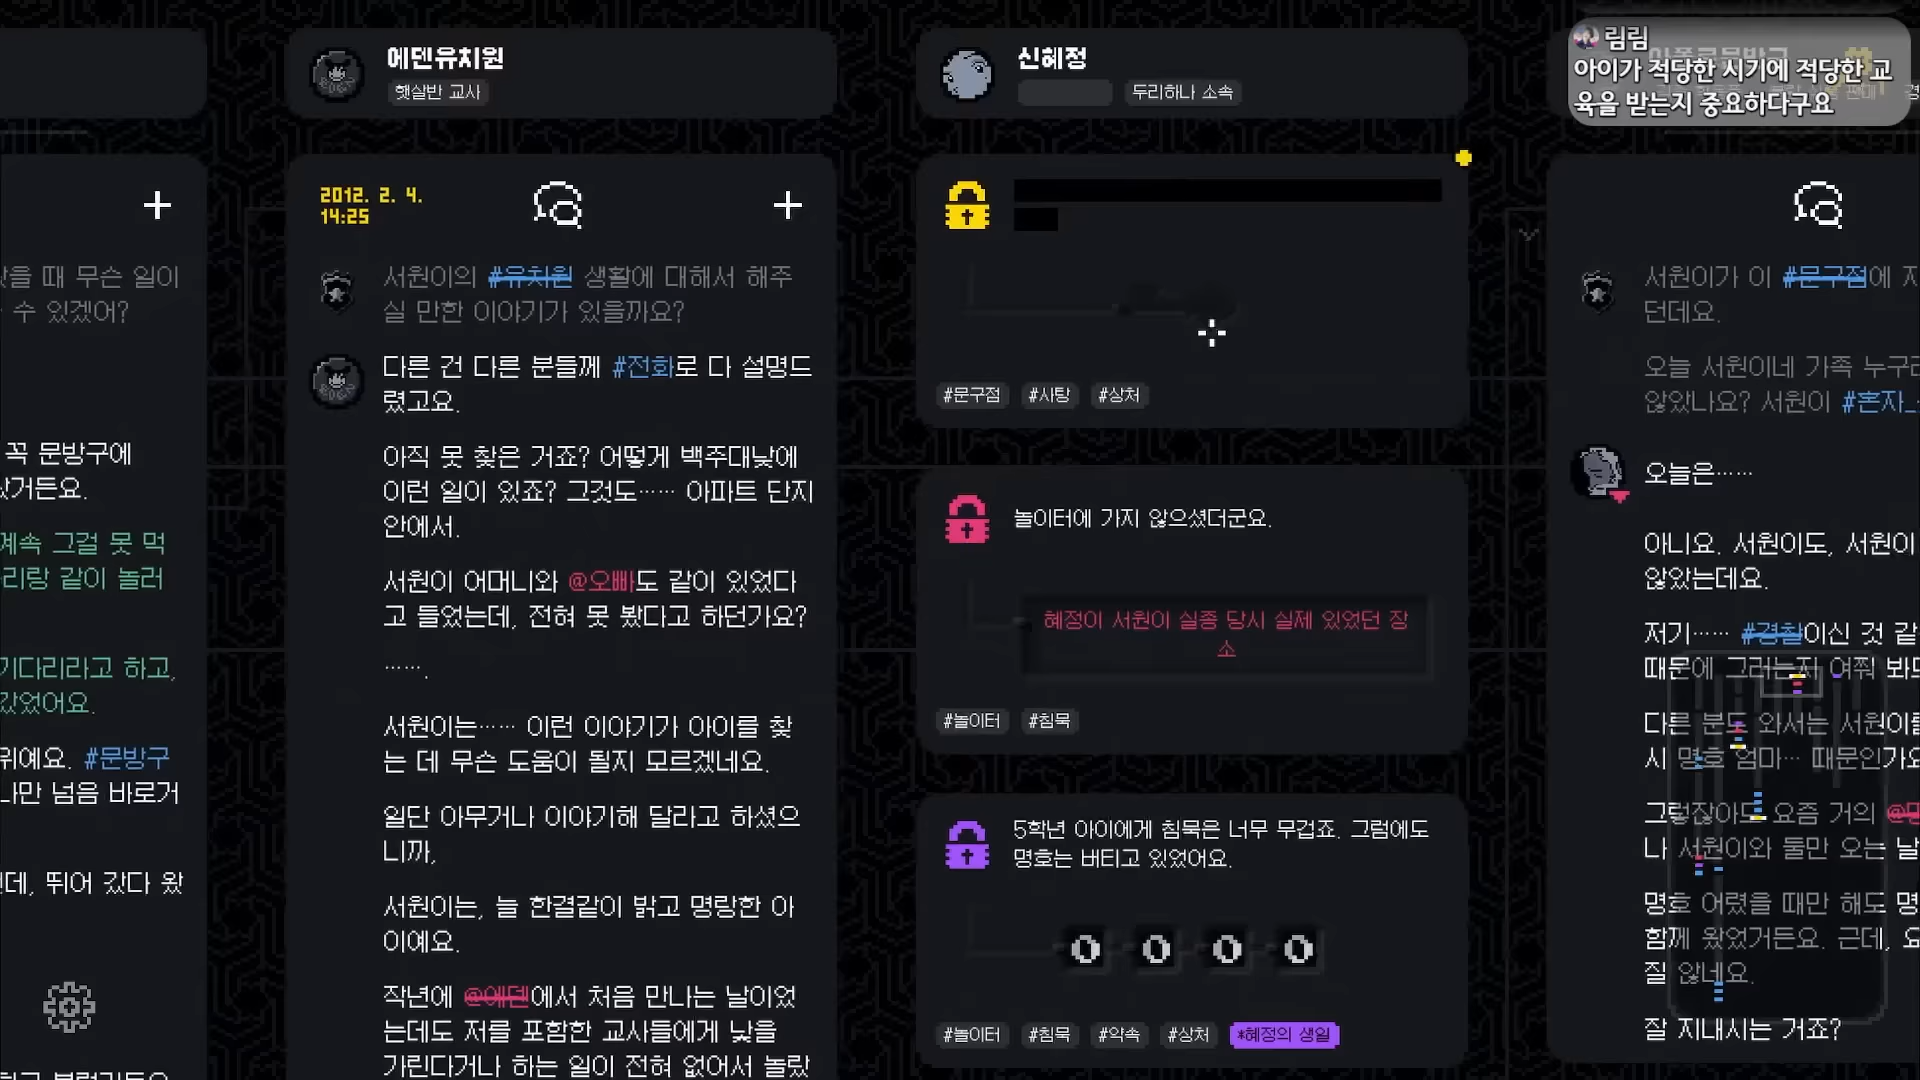 을 때 무슨 일이
수 있겠어?
꼭 문방구에
았거든요.
계속 그걸 못 먹
리랑 같이 놀러
기다리라고 하고,
갔었어요.
위예요. #문방구
나만 넘음 바로거
데, 뛰어 갔다 왔
에덴유치원
햇살반 교사
2012. 2. 4.
14:25
서원이의 #유치원 생활에 대해서 해주
실 만한 이야기가 있을까요?
다른 건 다른 분들께 #전화로 다 설명드
렸고요.
아직 못 찾은 거죠? 어떻게 백주대낮에
이런 일이 있죠? 그것도…… 아파트 단지
안에서.
서원이 어머니와 @오빠도 같이 있었다
고 들었는데, 전혀 못 봤다고 하던가요?
…….
서원이는…… 이런 이야기가 아이를 찾
는 데 무슨 도움이 될지 모르겠네요.
일단 아무거나 이야기해 달라고 하셨으
니까,
서원이는, 늘 한결같이 밝고 명랑한 아
이예요.
작년에 @에덴에서 처음 만나는 날이었
는데도 저를 포함한 교사들에게 낯을
가린다거나 하는 일이 전혀 없어서 놀랐
신혜정
두리하나 소속
#문구점 #사탕 #상처
놀이터에 가지 않으셨더군요.
혜정이 서원이 실종 당시 실제 있었던 장
소
#놀이터 #침묵
5학년 아이에게 침묵은 너무 무겁죠. 그럼에도
명호는 버티고 있었어요.
0 0 0 0
#놀이터 #침묵 #약속 #상처 *혜정의 생일
림림
아이가 적당한 시기에 적당한 교
육을 받는지 중요하다구요
서원이가 이 #문구점에 자
던데요.
오늘 서원이네 가족 누구라
않았나요? 서원이 #혼자_
오늘은……
아니요. 서원이도, 서원이
않았는데요.
저기…… #경찰이신 것 같
때문에 그러는지 여쭤 봐도
다른 분도 와서는 서원이를
시 명호 엄마… 때문인가요
그렇잖아도 요즘 거의 @명
나 서원이와 둘만 오는 날
명호 어렸을 때만 해도 명
함께 왔었거든요. 근데, 요
질 않네요.
잘 지내시는 거죠?